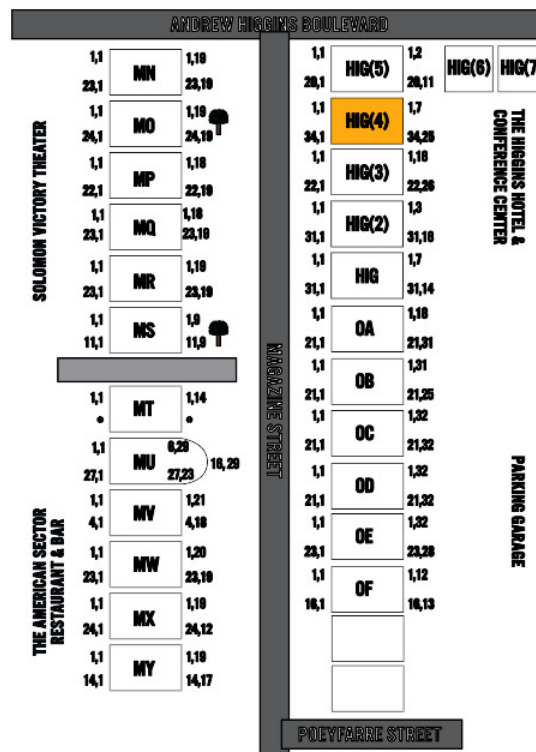 ANDREW HIGGINS BOULEVARD
SOLOMON VICTORY THEATER
1,1 MN 1,19
23,1 23,19
1,1 MO 1,19
24,1 24,19
1,1 MP 1,18
22,1 22,19
1,1 MQ 1,18
23,1 23,19
1,1 MR 1,19
23,1 23,19
1,1 MS 1,9
11,1 11,9
THE AMERICAN SECTOR
RESTAURANT & BAR
1,1 MT 1,14
1,1 MU 6,29
27,1 27,23 16,29
1,1 MV 1,21
4,1 4,18
1,1 MW 1,20
23,1 23,19
1,1 MX 1,19
24,1 24,12
1,1 MY 1,19
14,1 14,17
MAGAZINE STREET
1,1 HIG(5) 1,2
20,1 20,11
HIG(6) HIG(7
1,1 HIG(4) 1,7
34,1 34,25
1,1 HIG(3) 1,16
22,1 22,26
1,1 HIG(2) 1,3
31,1 31,16
1,1 HIG 1,7
31,1 31,14
1,1 OA 1,18
21,1 21,31
1,1 OB 1,31
21,1 21,25
1,1 OC 1,32
21,1 21,32
1,1 OD 1,32
21,1 21,32
1,1 OE 1,32
23,1 23,28
1,1 OF 1,12
16,1 16,13
THE HIGGINS HOTEL &
CONFERENCE CENTER
PARKING GARAGE
POEYFARRE STREET